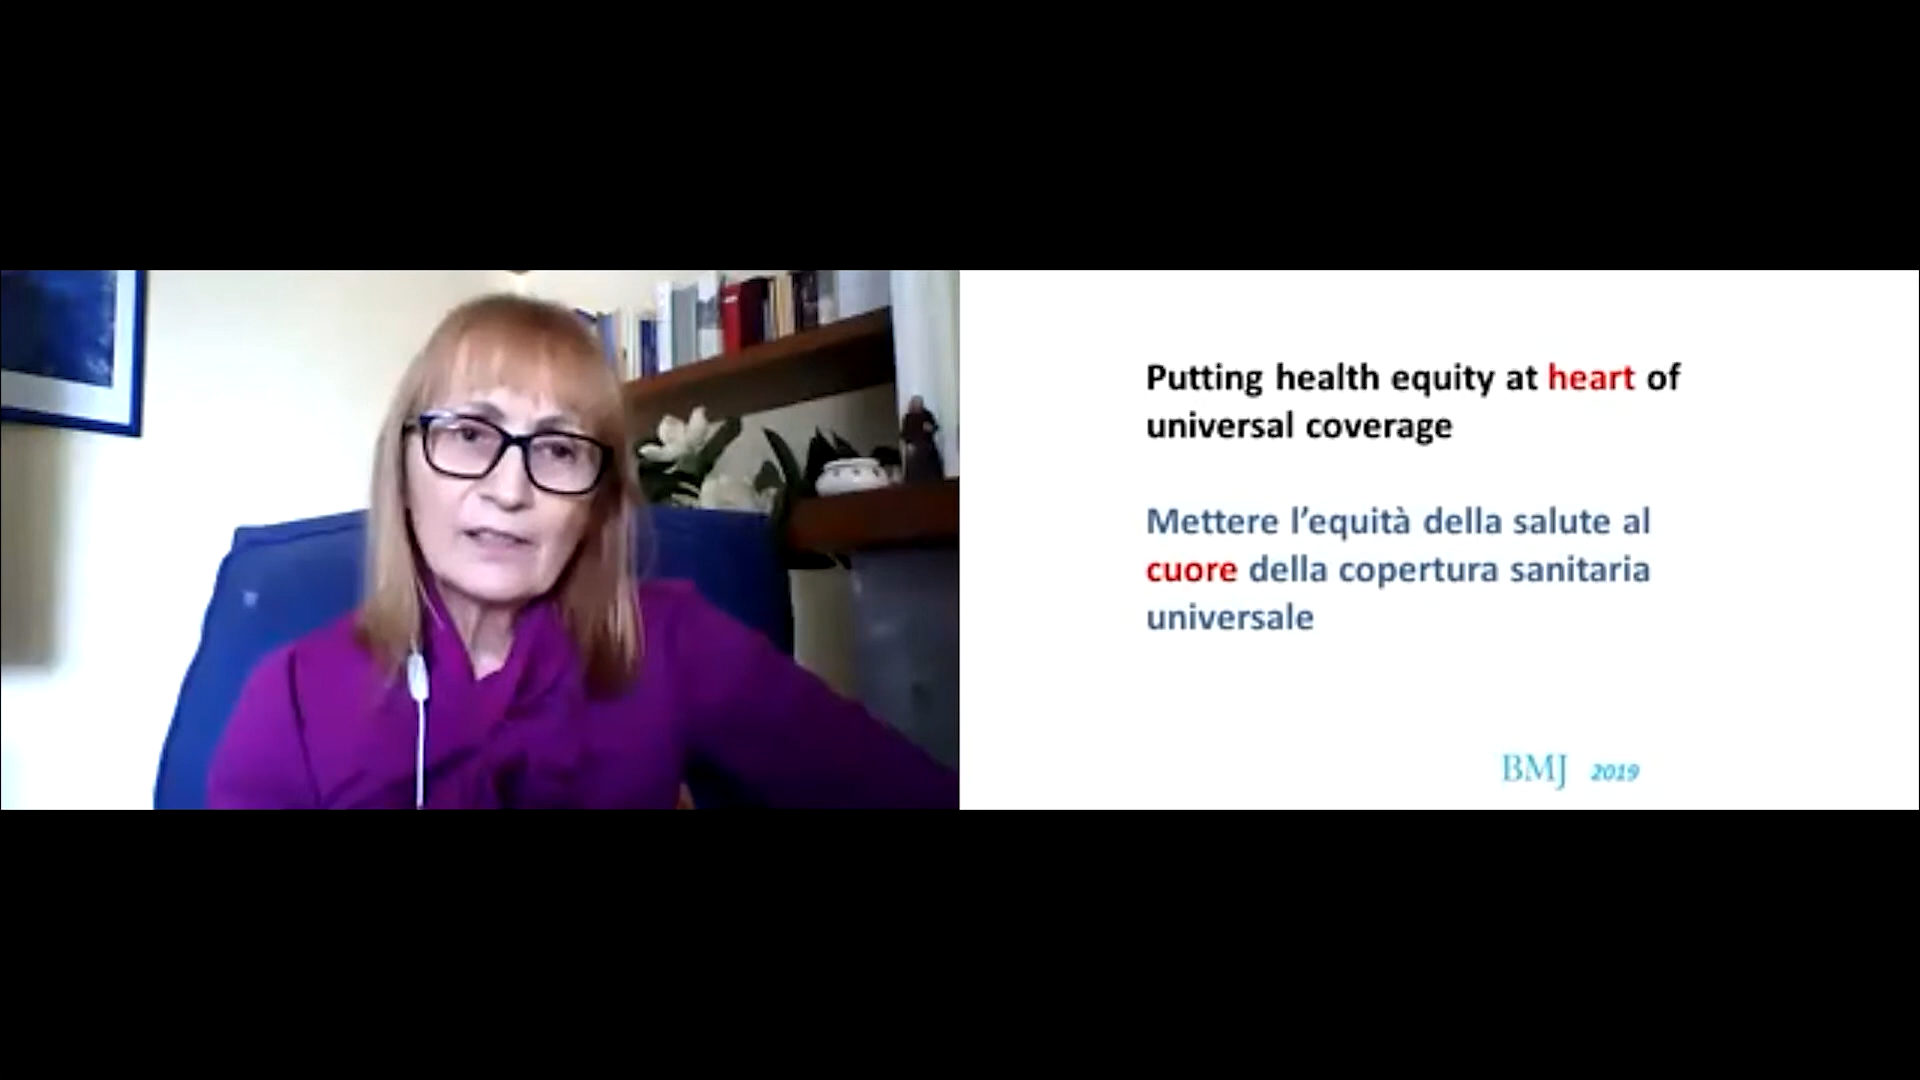 Putting health equity at heart of
universal coverage
Mettere l’equità della salute al
cuore della copertura sanitaria
universale
BMJ 2019